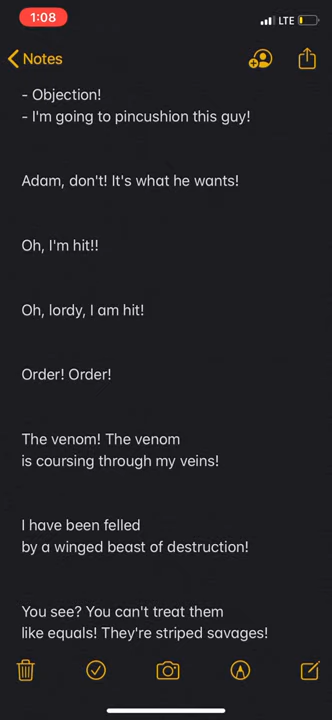 1:08
LTE
Notes
- Objection!
- I'm going to pincushion this guy!
Adam, don't! It's what he wants!
Oh, I'm hit!!
Oh, lordy, I am hit!
Order! Order!
The venom! The venom
is coursing through my veins!
I have been felled
by a winged beast of destruction!
You see? You can't treat them
like equals! They're striped savages!